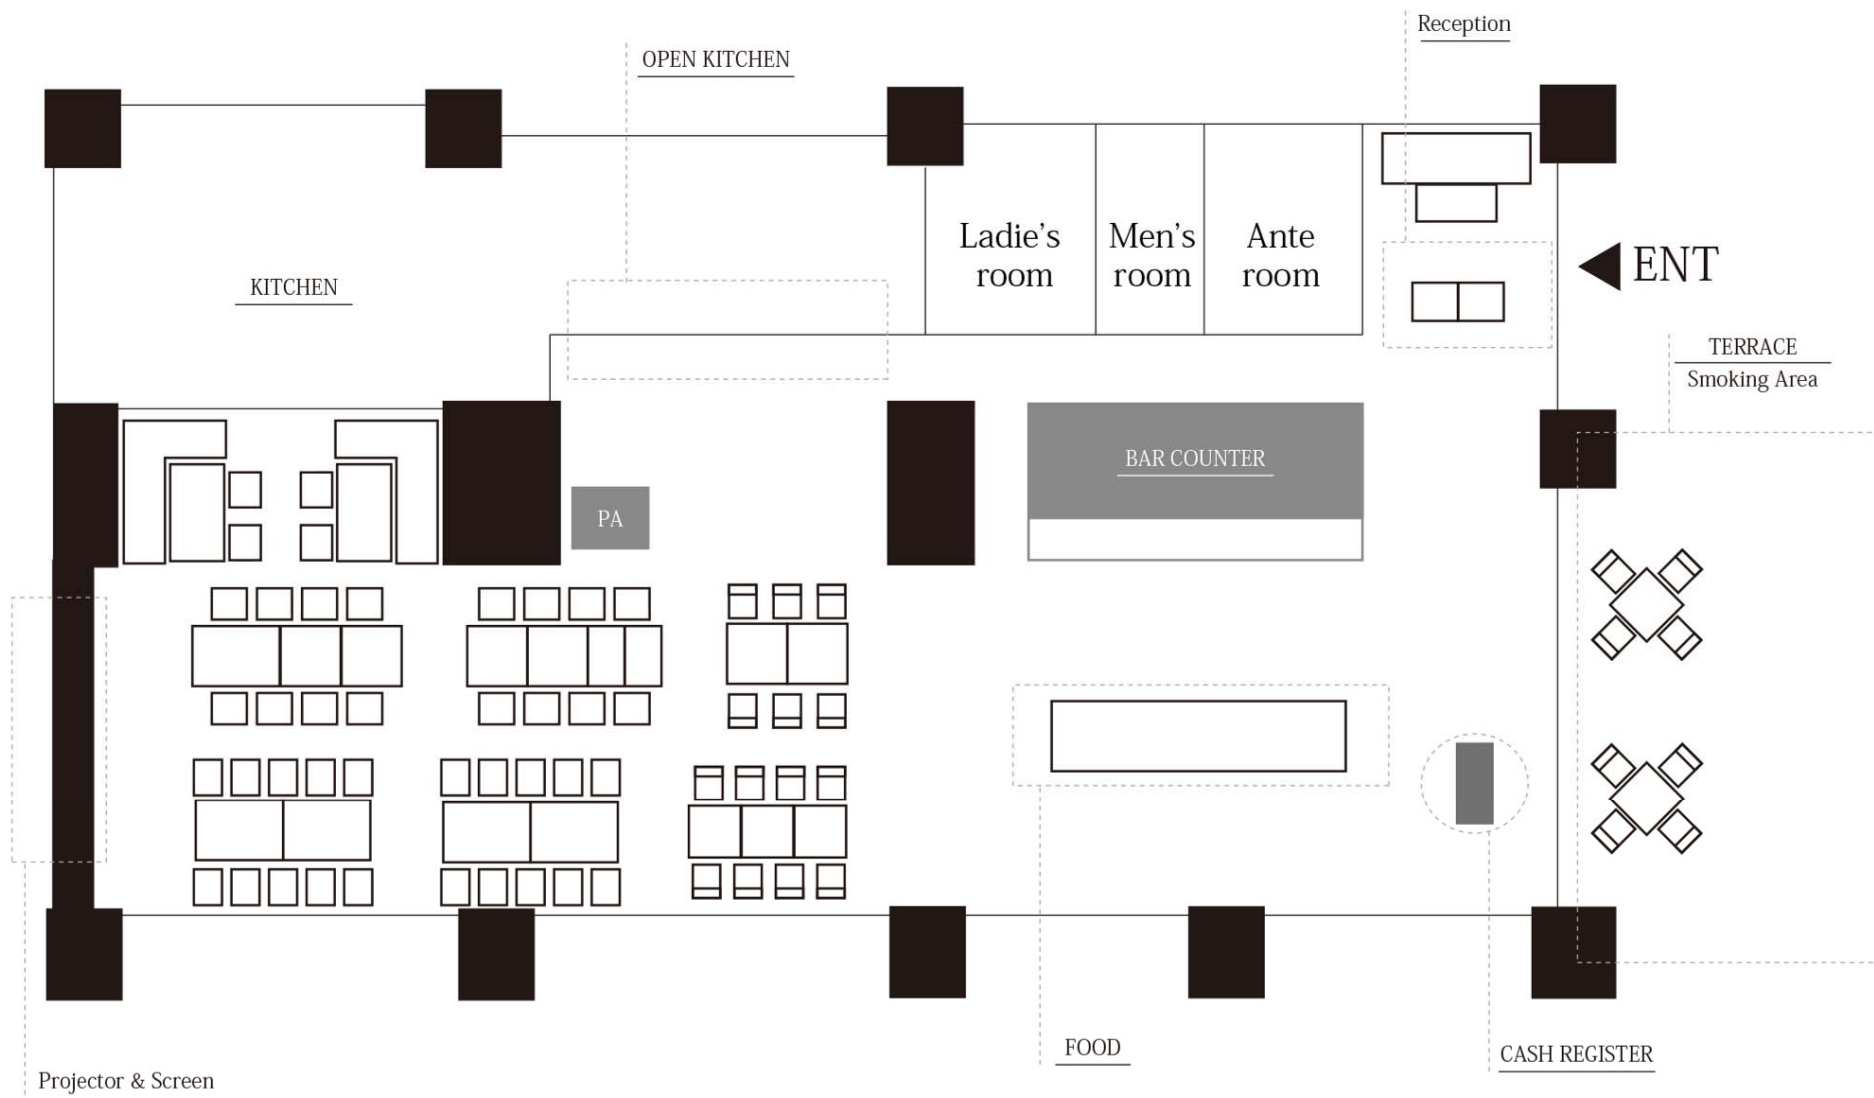 Reception
OPEN KITCHEN
Ladie’s
room
Men’s
room
Ante
room
ENT
KITCHEN
TERRACE
Smoking Area
BAR COUNTER
PA
FOOD
CASH REGISTER
Projector & Screen